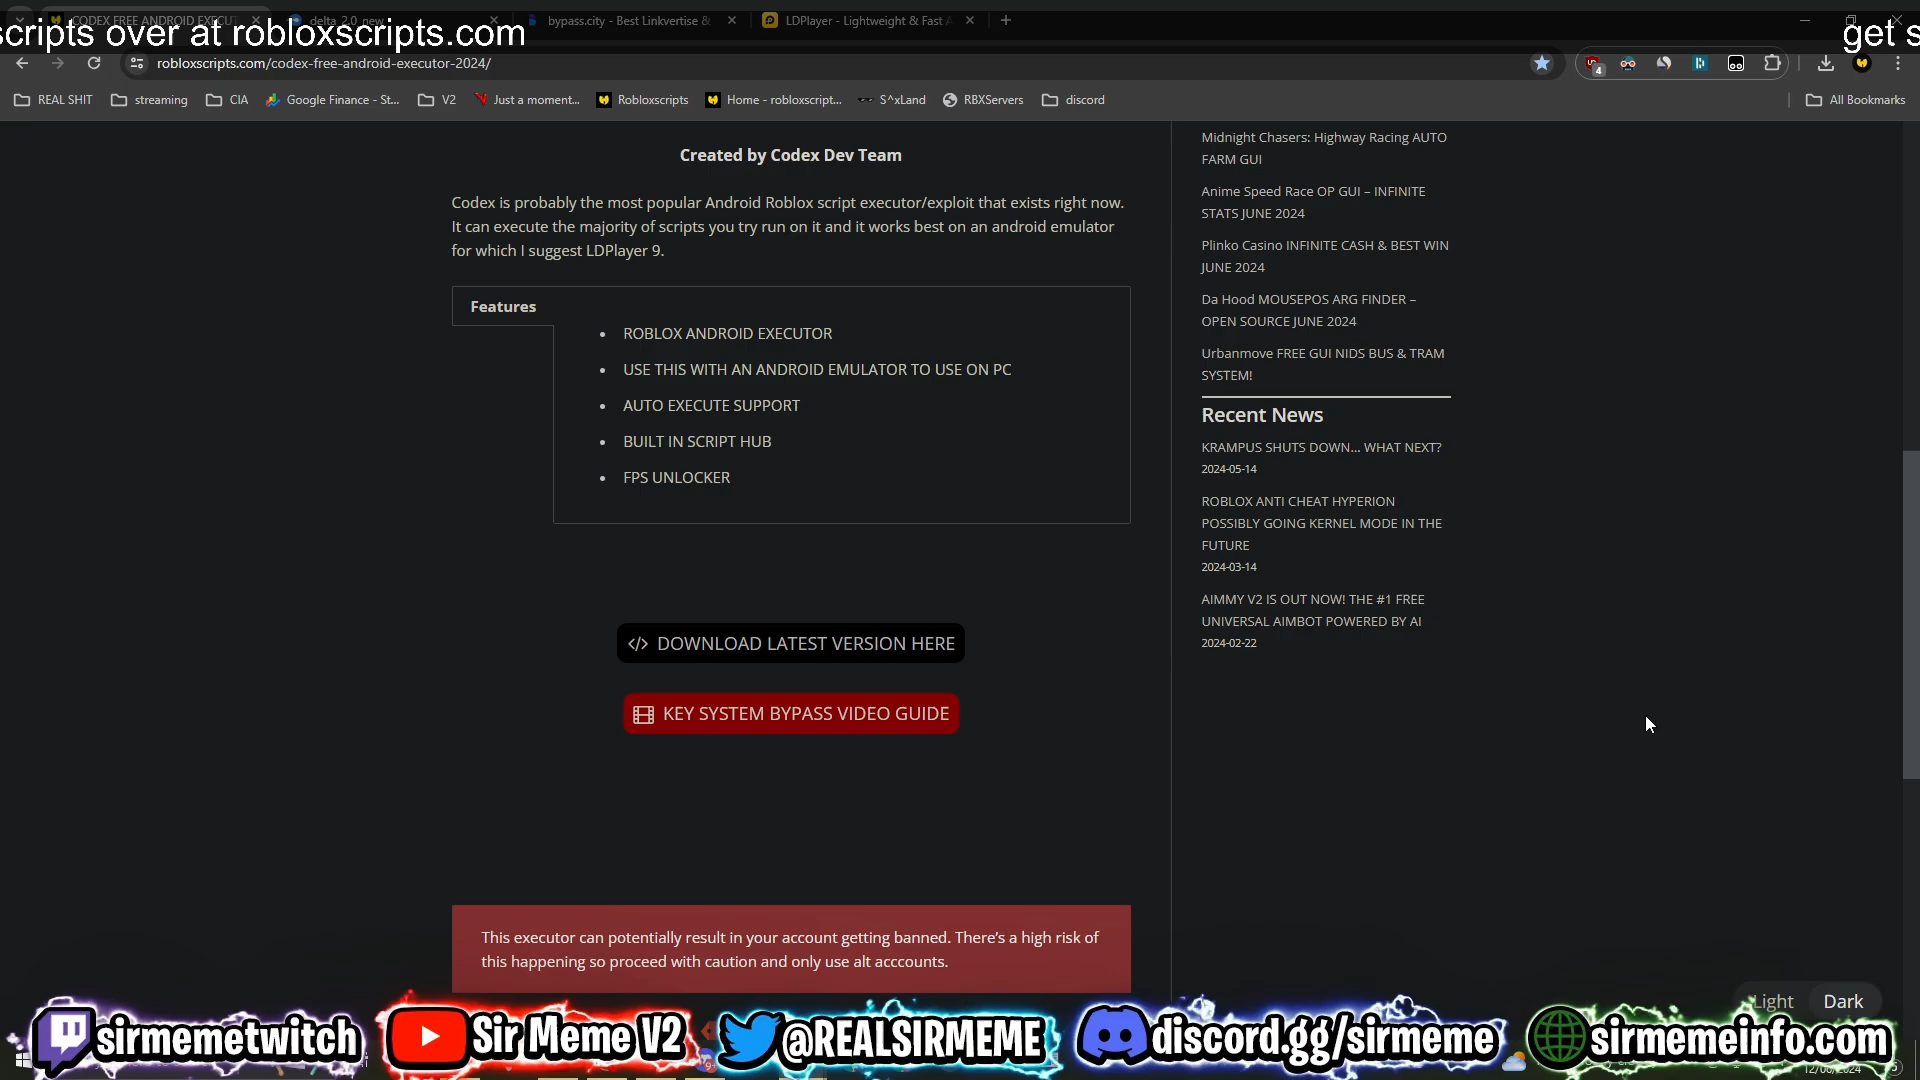 CODEX FREE ANDROID EXECUT
delta 2.0 new
bypass.city - Best Linkvertise &
LDPlayer - Lightweight & Fast A
scripts over at robloxscripts.com
get s
robloxscripts.com/codex-free-android-executor-2024/
4
REAL SHIT
streaming
CIA
Google Finance - St...
V2
Just a moment...
Robloxscripts
Home - robloxscript...
S^xLand
RBXServers
discord
All Bookmarks
Created by Codex Dev Team
Codex is probably the most popular Android Roblox script executor/exploit that exists right now.
It can execute the majority of scripts you try run on it and it works best on an android emulator
for which I suggest LDPlayer 9.
Features
• ROBLOX ANDROID EXECUTOR
• USE THIS WITH AN ANDROID EMULATOR TO USE ON PC
• AUTO EXECUTE SUPPORT
• BUILT IN SCRIPT HUB
• FPS UNLOCKER
</> DOWNLOAD LATEST VERSION HERE
KEY SYSTEM BYPASS VIDEO GUIDE
This executor can potentially result in your account getting banned. There's a high risk of
this happening so proceed with caution and only use alt acccounts.
Midnight Chasers: Highway Racing AUTO
FARM GUI
Anime Speed Race OP GUI – INFINITE
STATS JUNE 2024
Plinko Casino INFINITE CASH & BEST WIN
JUNE 2024
Da Hood MOUSEPOS ARG FINDER –
OPEN SOURCE JUNE 2024
Urbanmove FREE GUI NIDS BUS & TRAM
SYSTEM!
Recent News
KRAMPUS SHUTS DOWN... WHAT NEXT?
2024-05-14
ROBLOX ANTI CHEAT HYPERION
POSSIBLY GOING KERNEL MODE IN THE
FUTURE
2024-03-14
AIMMY V2 IS OUT NOW! THE #1 FREE
UNIVERSAL AIMBOT POWERED BY AI
2024-02-22
Light Dark
sirmemetwitch
Sir Meme V2
@REALSIRMEME
discord.gg/sirmeme
sirmemeinfo.com
12/06/2024